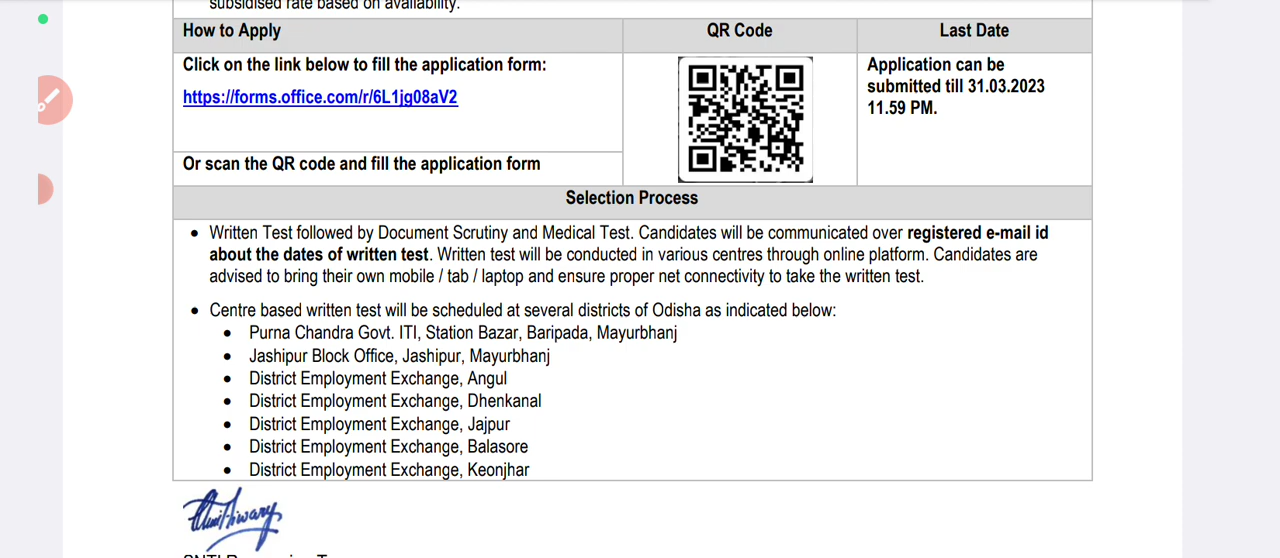 subsidised rate based on availability.
How to Apply
QR Code
Last Date
Click on the link below to fill the application form:
https://forms.office.com/r/6L1jg08aV2
Application can be
submitted till 31.03.2023
11.59 PM.
Or scan the QR code and fill the application form
Selection Process
• Written Test followed by Document Scrutiny and Medical Test. Candidates will be communicated over registered e-mail id
about the dates of written test. Written test will be conducted in various centres through online platform. Candidates are
advised to bring their own mobile / tab / laptop and ensure proper net connectivity to take the written test.
• Centre based written test will be scheduled at several districts of Odisha as indicated below:
• Purna Chandra Govt. ITI, Station Bazar, Baripada, Mayurbhanj
• Jashipur Block Office, Jashipur, Mayurbhanj
• District Employment Exchange, Angul
• District Employment Exchange, Dhenkanal
• District Employment Exchange, Jajpur
• District Employment Exchange, Balasore
• District Employment Exchange, Keonjhar